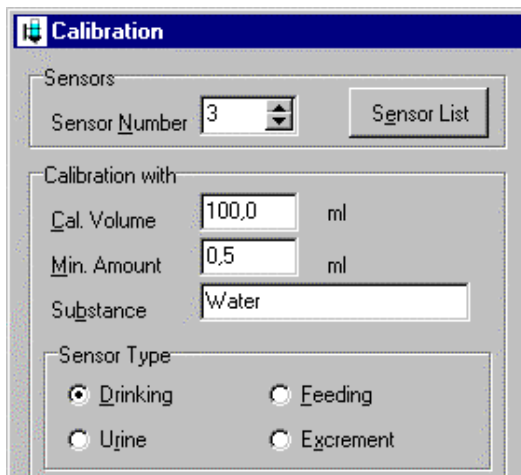 Calibration
Sensors
Sensor Number 3 Sensor List
Calibration with
Cal. Volume 100,0 ml
Min. Amount 0,5 ml
Substance Water
Sensor Type
Drinking Feeding
Urine Excrement